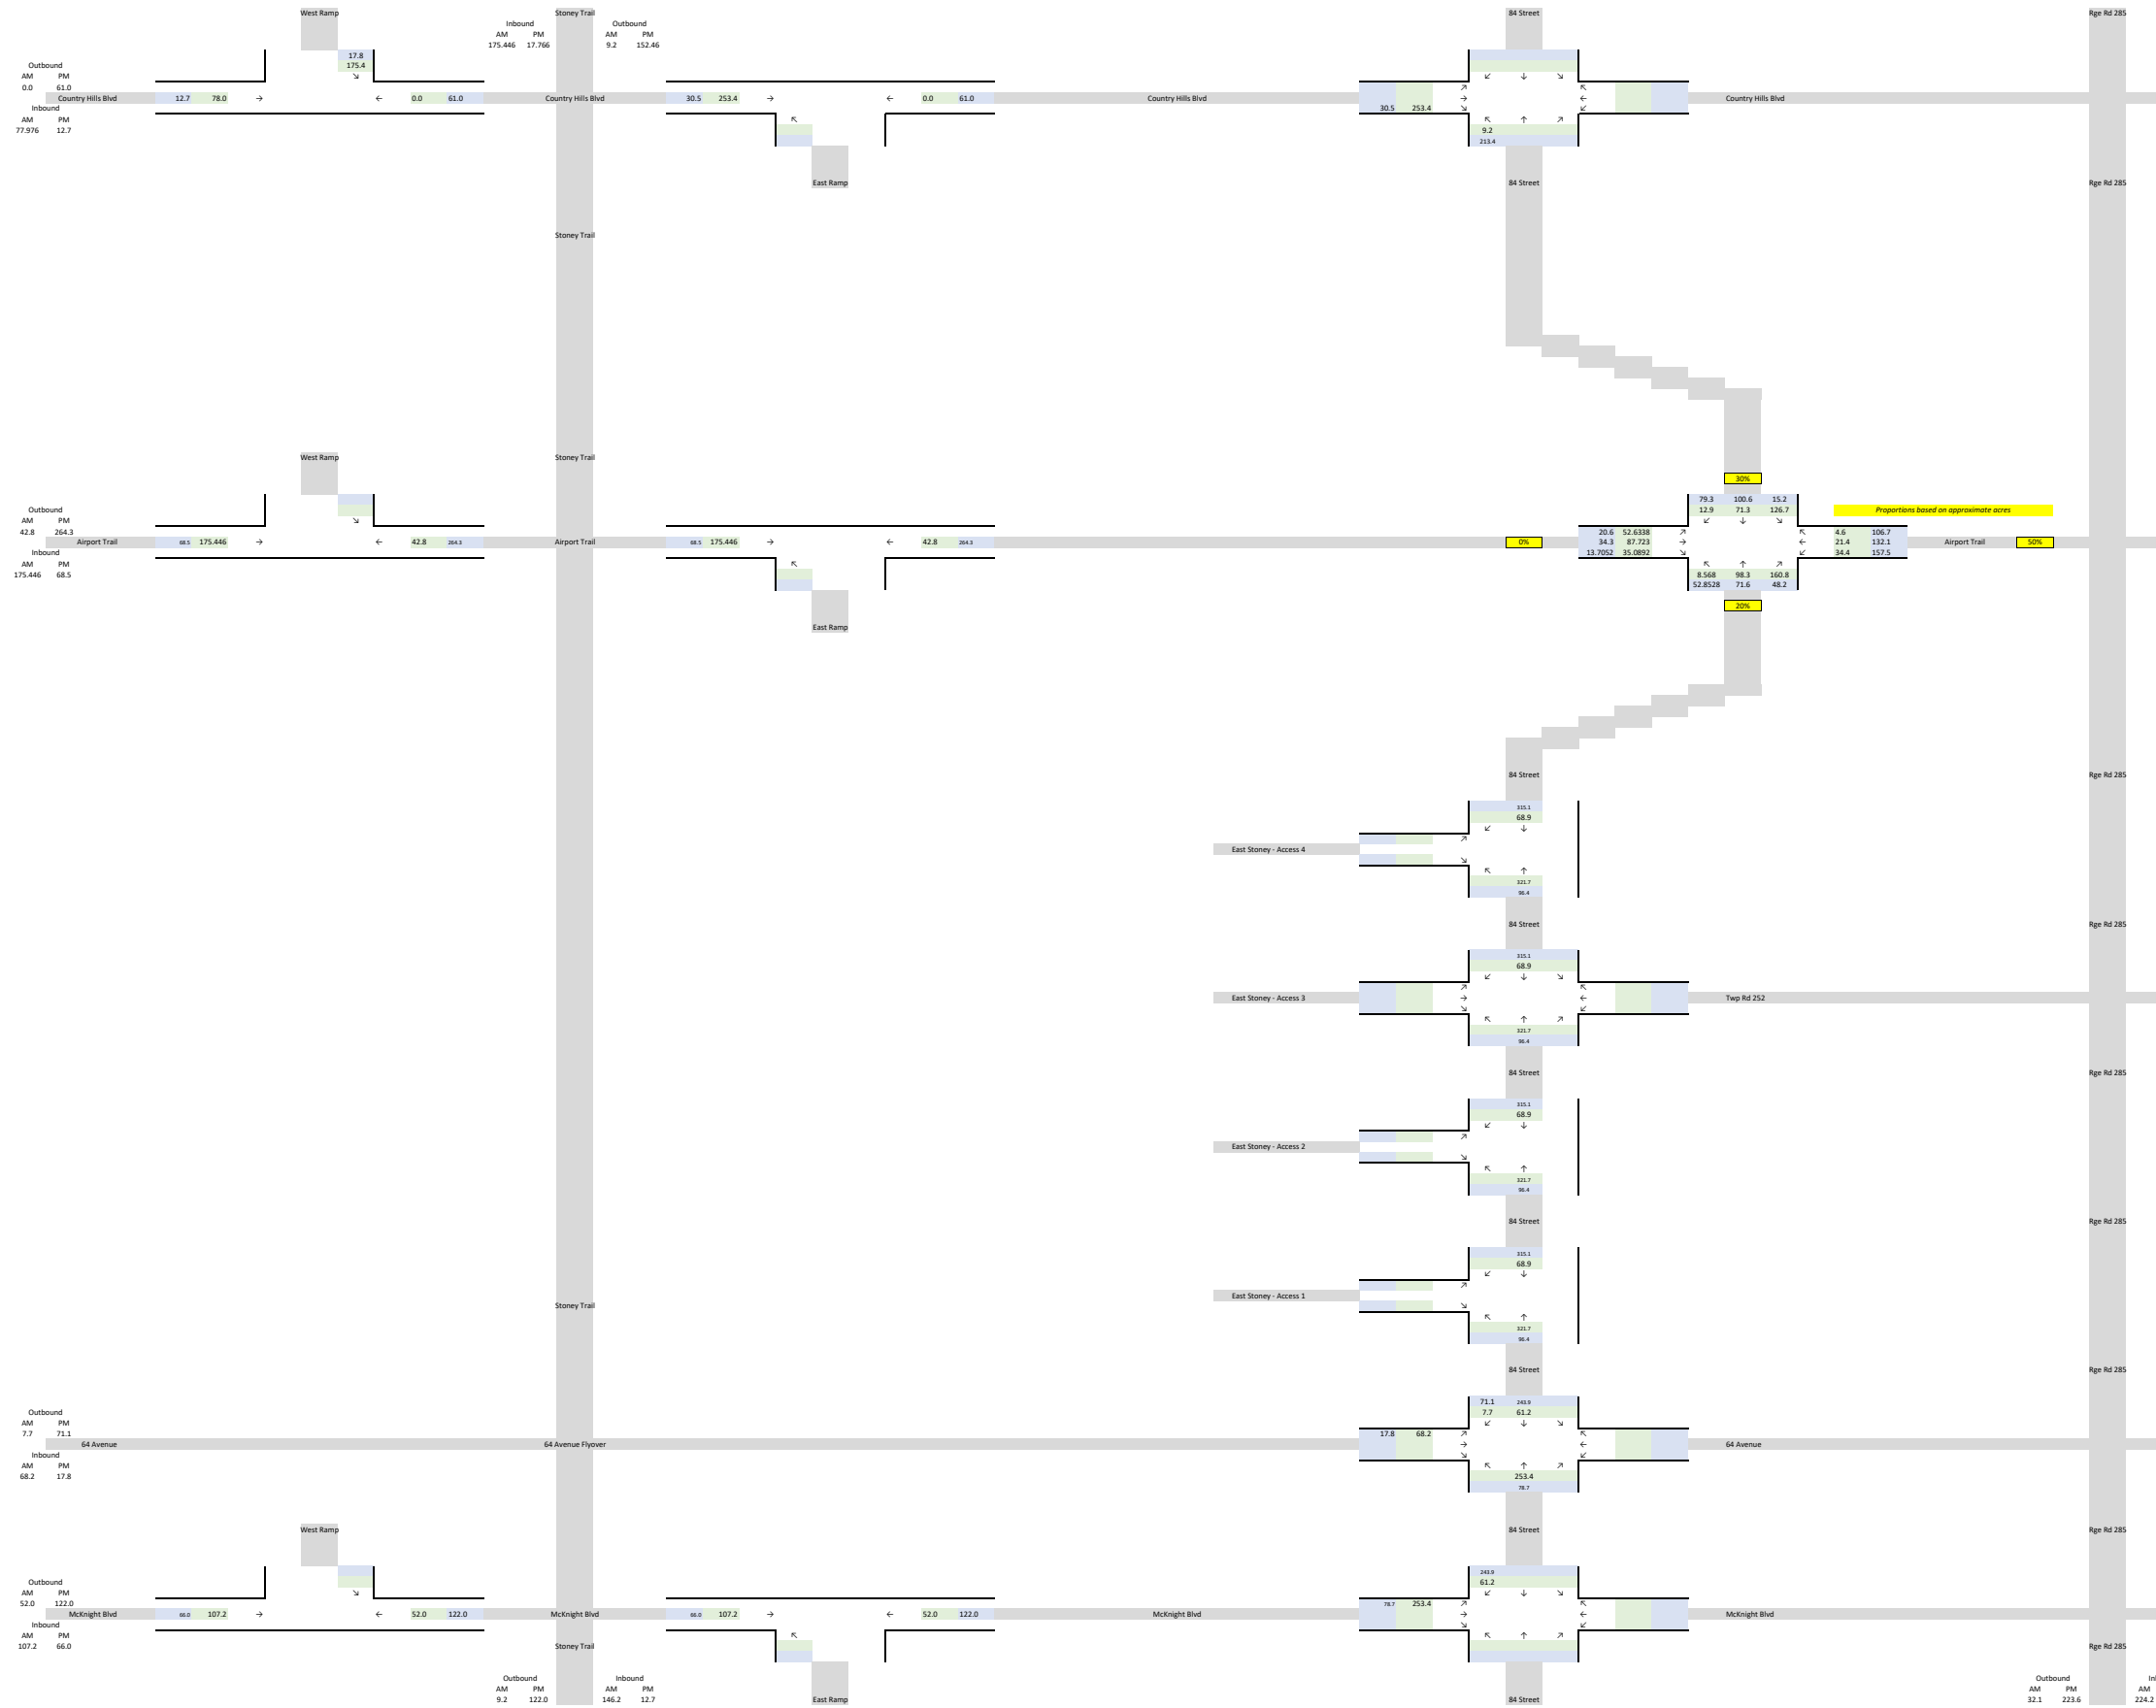 West Ramp Stoney Trail 84 Street Rge Rd 285
Inbound Outbound
AM PM AM PM
175.446 17.766 9.2 152.46
17.8
Outbound 175.4
AM PM ↘ ↙ ↓ ↘
0.0 61.0
Country Hills Blvd 12.7 78.0 → ← 0.0 61.0 Country Hills Blvd 30.5 253.4 → ← 0.0 61.0 Country Hills Blvd ↗ → ↖ ← Country Hills Blvd
Inbound 30.5 253.4 ↘ ↙
AM PM ↖ ↖ ↑ ↗
77.976 12.7 9.2
213.4
East Ramp 84 Street Rge Rd 285
Stoney Trail
West Ramp Stoney Trail
30%
79.3 100.6 15.2
Outbound 12.9 71.3 126.7 Proportions based on approximate acres
AM PM ↘ ↙ ↓ ↘
42.8 264.3 20.6 52.6338 ↗ ↖ 4.6 106.7
Airport Trail 68.5 175.446 → ← 42.8 264.3 Airport Trail 68.5 175.446 → ← 42.8 264.3 0% 34.3 87.723 → ← 21.4 132.1 Airport Trail 50%
Inbound 13.7052 35.0892 ↘ ↙ 34.4 157.5
AM PM ↖ ↖ ↑ ↗
175.446 68.5 8.568 98.3 160.8
52.8528 71.6 48.2
20%
East Ramp
84 Street Rge Rd 285
315.1
68.9
↙ ↓
↗
East Stoney - Access 4
↘
↖ ↑
321.7
96.4
84 Street Rge Rd 285
315.1
68.9
↙ ↓ ↘
↗ ↖
East Stoney - Access 3 → ← Twp Rd 252
↘ ↙
↖ ↑ ↗
321.7
96.4
84 Street Rge Rd 285
315.1
68.9
↙ ↓
↗
East Stoney - Access 2
↘
↖ ↑
321.7
96.4
84 Street Rge Rd 285
315.1
68.9
↙ ↓
↗
East Stoney - Access 1
Stoney Trail ↘
↖ ↑
321.7
96.4
84 Street Rge Rd 285
71.1 243.9
Outbound 7.7 61.2
AM PM ↙ ↓ ↘
7.7 71.1 17.8 68.2 ↗ ↖
64 Avenue 64 Avenue Flyover → ← 64 Avenue
Inbound ↘ ↙
AM PM ↖ ↑ ↗
68.2 17.8 253.4
78.7
West Ramp 84 Street Rge Rd 285
243.9
Outbound 61.2
AM PM ↘ ↙ ↓ ↘
52.0 122.0 78.7 253.4 ↗ ↖
McKnight Blvd 66.0 107.2 → ← 52.0 122.0 McKnight Blvd 66.0 107.2 → ← 52.0 122.0 McKnight Blvd → ← McKnight Blvd
Inbound ↘ ↙
AM PM ↖ ↖ ↑ ↗
107.2 66.0 Stoney Trail Rge Rd 285
Outbound Inbound Outbound
AM PM AM PM AM PM AM
9.2 122.0 146.2 12.7 East Ramp 84 Street 32.1 223.6